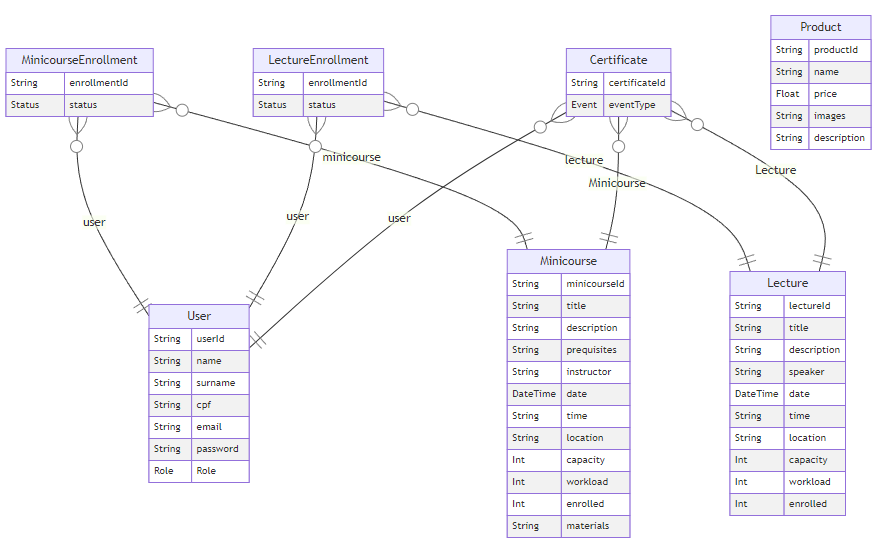 Product
String productId
String name
Float price
String images
String description
MinicourseEnrollment
String enrollmentId
Status status
LectureEnrollment
String enrollmentId
Status status
Certificate
String certificateId
Event eventType
minicourse
lecture
Lecture
Minicourse
user
user
user
Minicourse
String minicourseId
String title
String description
String prequisites
String instructor
DateTime date
String time
String location
Int capacity
Int workload
Int enrolled
String materials
Lecture
String lectureId
String title
String description
String speaker
DateTime date
String time
String location
Int capacity
Int workload
Int enrolled
User
String userId
String name
String surname
String cpf
String email
String password
Role Role